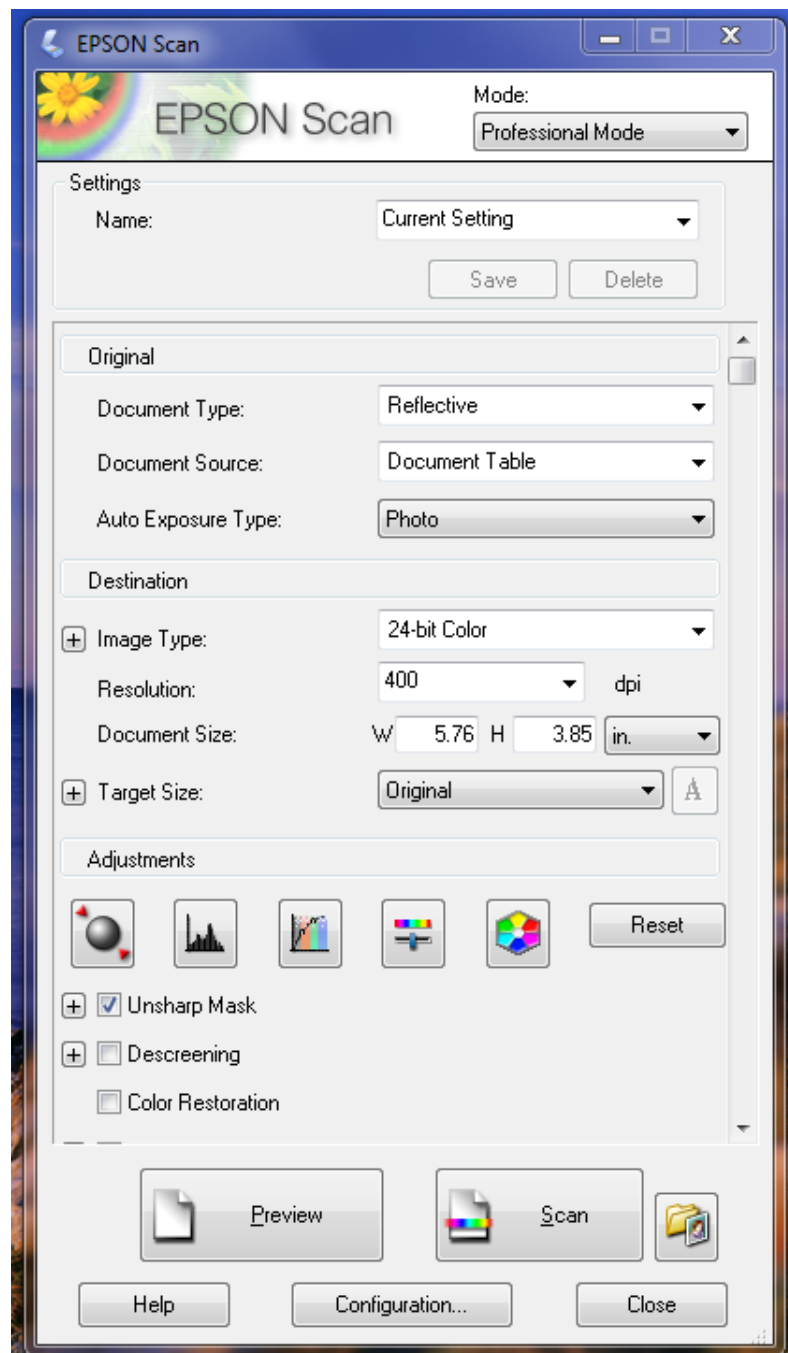 EPSON Scan
EPSON Scan
Mode:
Professional Mode
Settings
Name: Current Setting
Save Delete
Original
Document Type: Reflective
Document Source: Document Table
Auto Exposure Type: Photo
Destination
Image Type: 24-bit Color
Resolution: 400 dpi
Document Size: W 5.76 H 3.85 in.
Target Size: Original A
Adjustments
Reset
Unsharp Mask
Descreening
Color Restoration
Preview Scan
Help Configuration... Close